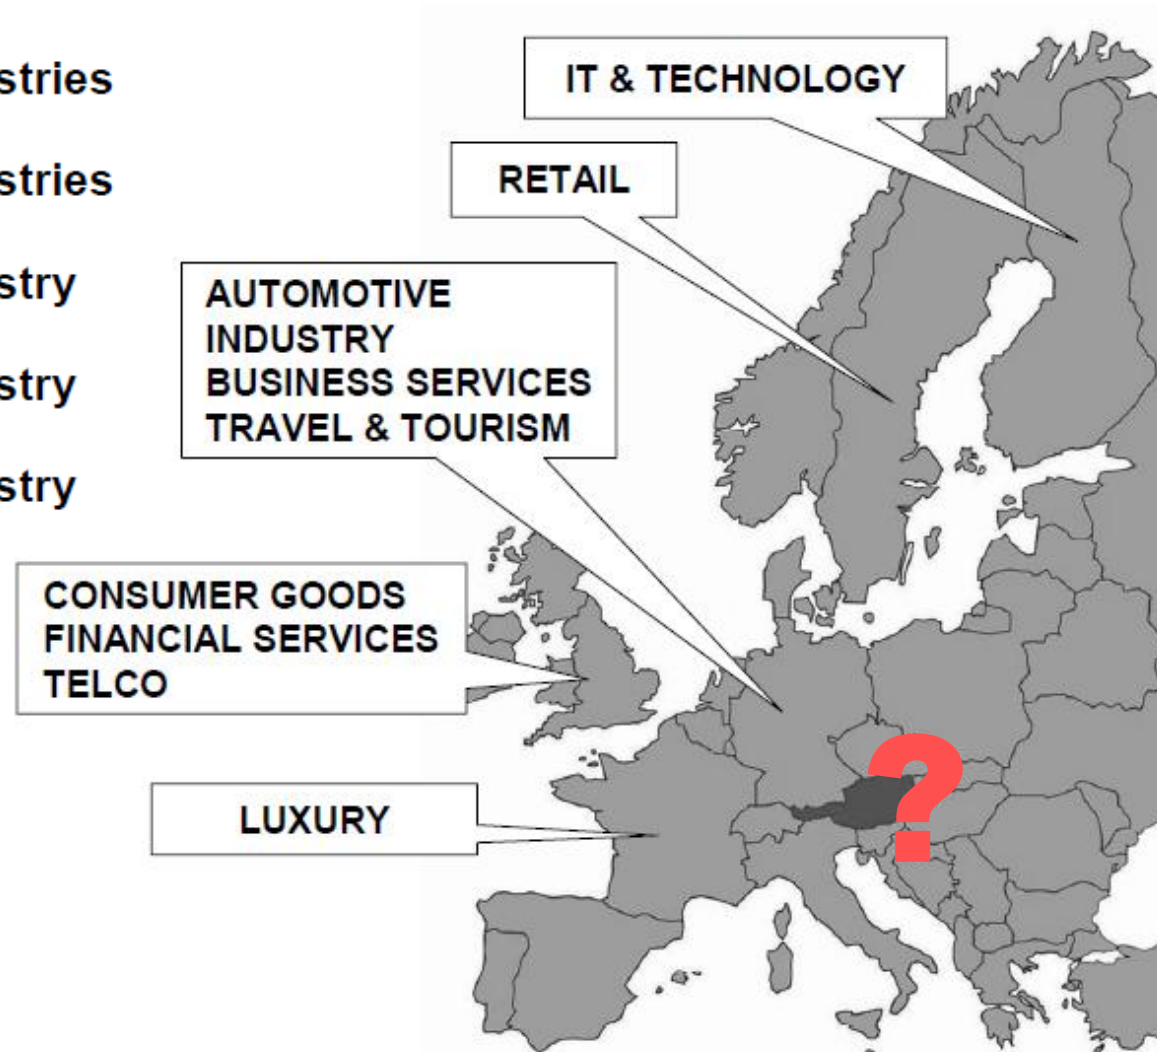 stries
stries
stry
stry
stry
IT & TECHNOLOGY
RETAIL
AUTOMOTIVE
INDUSTRY
BUSINESS SERVICES
TRAVEL & TOURISM
CONSUMER GOODS
FINANCIAL SERVICES
TELCO
LUXURY
?